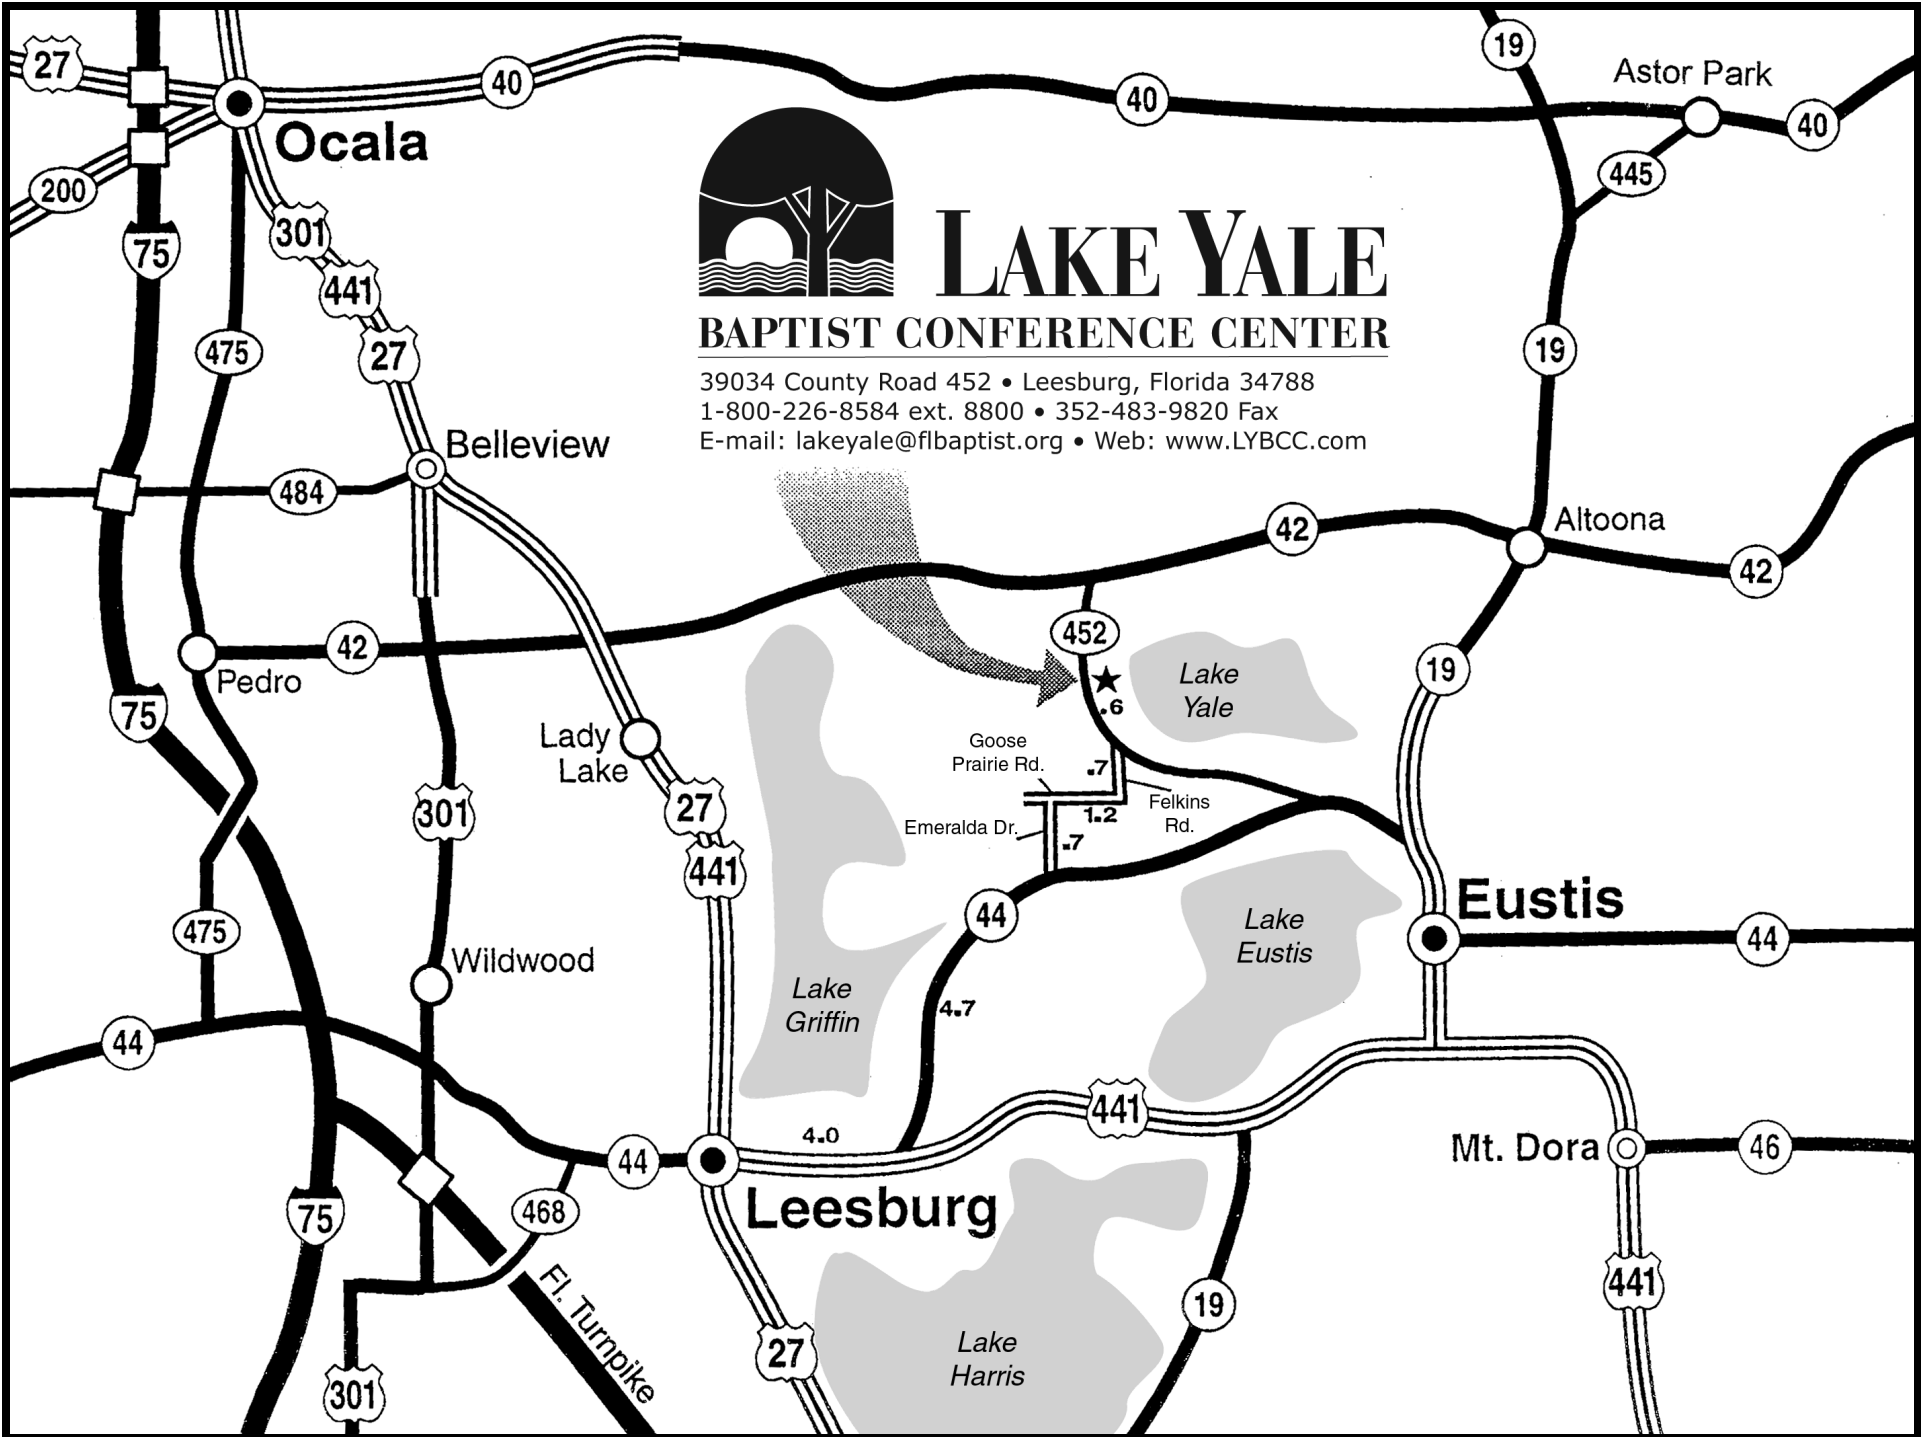 27
40
19
Astor Park
40
40
Ocala
445
200
301
75
441
LAKE YALE
BAPTIST CONFERENCE CENTER
475
27
19
39034 County Road 452 • Leesburg, Florida 34788
1-800-226-8584 ext. 8800 • 352-483-9820 Fax
E-mail: lakeyale@flbaptist.org • Web: www.LYBCC.com
Belleview
484
42
Altoona
42
452
42
Pedro
19
Lake
Yale
.6
75
Lady
Lake
Goose
Prairie Rd.
.7
27
301
Felkins
Rd.
1.2
Emeralda Dr.
.7
441
Eustis
44
475
Lake
Eustis
44
Wildwood
Lake
Griffin
4.7
44
441
4.0
44
Mt. Dora
46
Leesburg
468
75
Fl. Turnpike
441
19
27
Lake
Harris
301